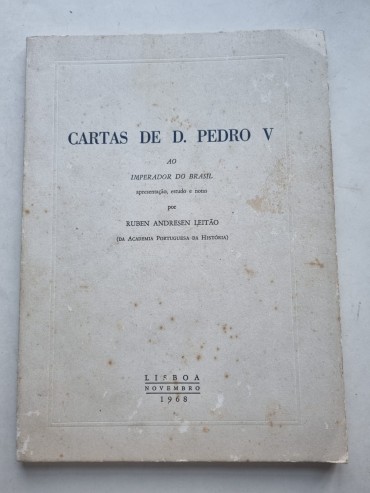 CARTAS DE D. PEDRO V
AO
IMPERADOR DO BRASIL
apresentação, estudo e notas
por
RUBEN ANDRESEN LEITÃO
(DA ACADEMIA PORTUGUESA DA HISTÓRIA)
LISBOA
NOVEMBRO
1968